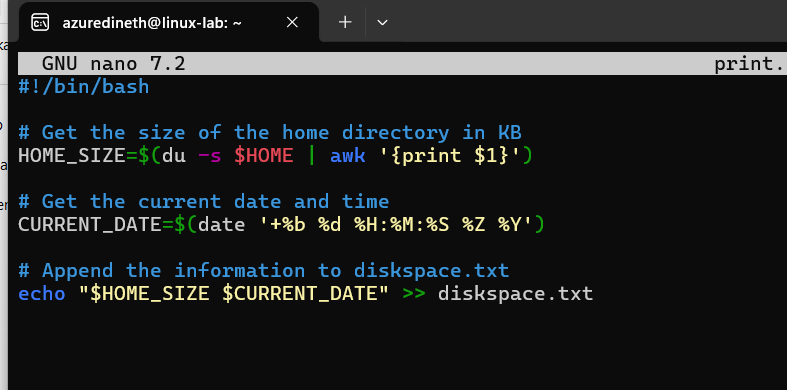 azuredineth@linux-lab: ~
GNU nano 7.2 print.
#!/bin/bash
# Get the size of the home directory in KB
HOME_SIZE=$(du -s $HOME | awk '{print $1}')
# Get the current date and time
CURRENT_DATE=$(date '+%b %d %H:%M:%S %Z %Y')
# Append the information to diskspace.txt
echo "$HOME_SIZE $CURRENT_DATE" >> diskspace.txt